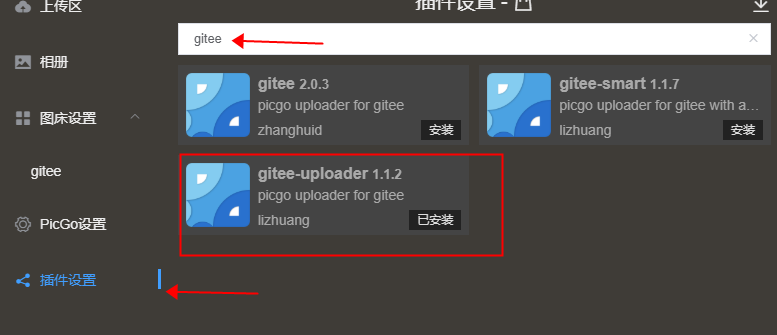 上传区
插件设置 -
gitee
相册
gitee 2.0.3
picgo uploader for gitee
zhanghuid
安装
gitee-smart 1.1.7
picgo uploader for gitee with a…
lizhuang
安装
图床设置
gitee
gitee-uploader 1.1.2
picgo uploader for gitee
lizhuang
已安装
PicGo设置
插件设置